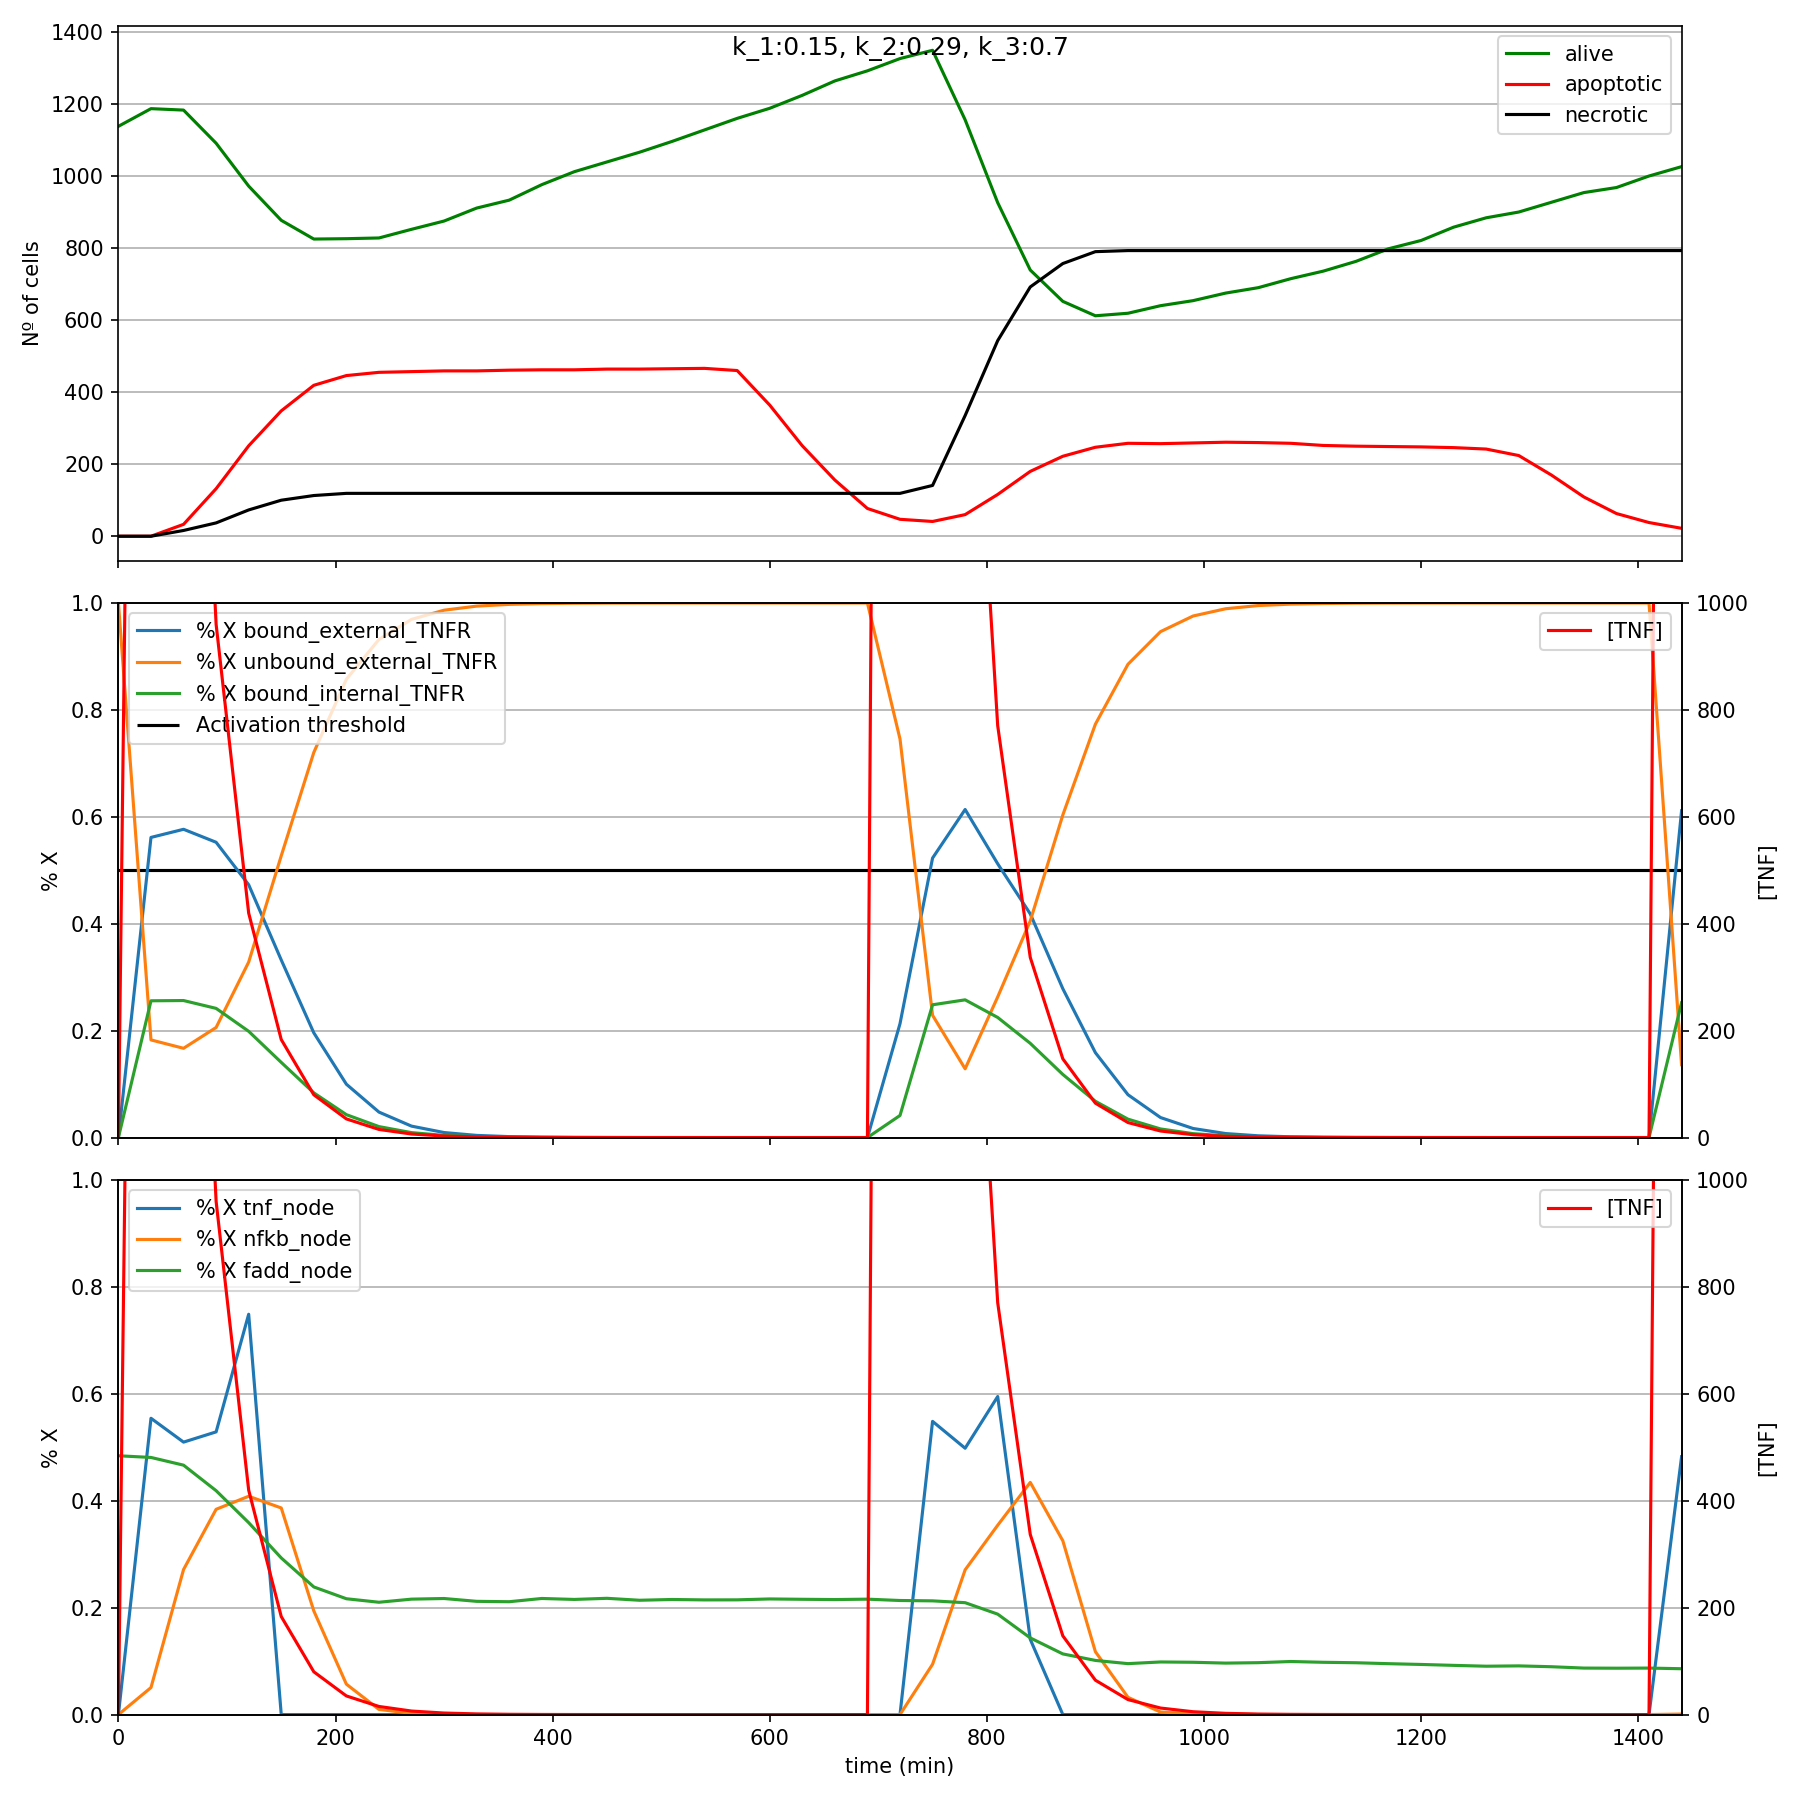 k_1:0.15, k_2:0.29, k_3:0.7
1400
1200
1000
800
600
400
200
0
Nº of cells
alive
apoptotic
necrotic
1.0
0.8
0.6
0.4
0.2
0.0
% X
% X bound_external_TNFR
% X unbound_external_TNFR
% X bound_internal_TNFR
Activation threshold
[TNF]
1000
800
600
400
200
0
[TNF]
1.0
0.8
0.6
0.4
0.2
0.0
% X
% X tnf_node
% X nfkb_node
% X fadd_node
[TNF]
1000
800
600
400
200
0
[TNF]
0 200 400 600 800 1000 1200 1400
time (min)